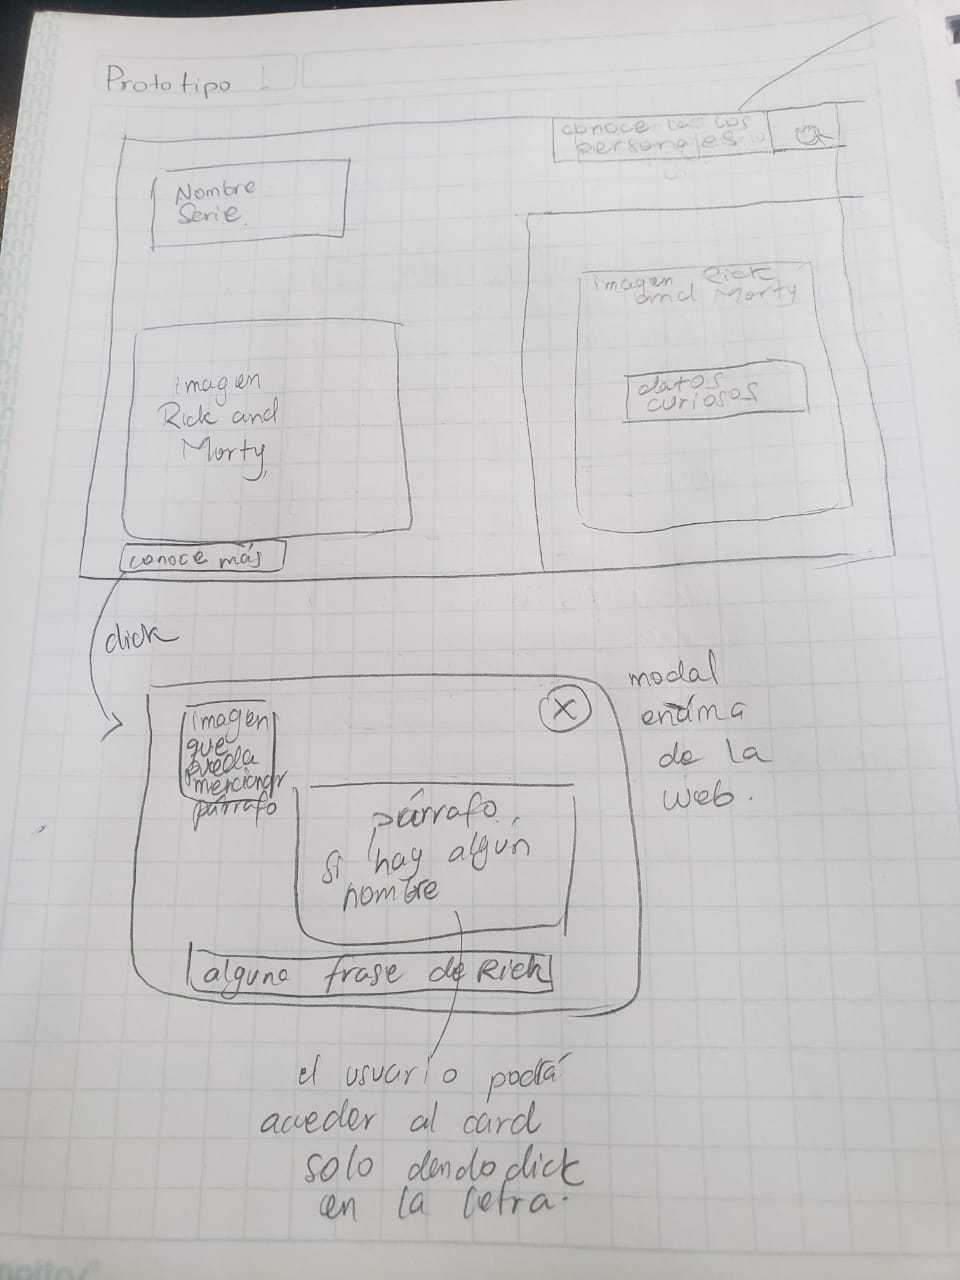 Prototipo !
conoce a los
personajes
Nombre
Serie
imagen Rick
and Morty
datos
curiosos
imagen
Rick and
Morty
conoce más
click
imagen
que
pueda
mencionar
párrafo
X
modal
encima
de la
web.
párrafo,
si hay algún
nombre
alguna frase de Rick
el usuario podrá
acceder al card
solo dando click
en la letra.